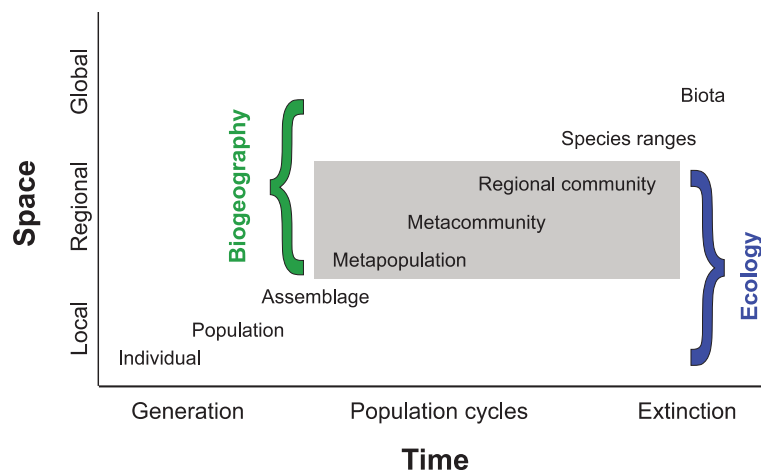 Global
Regional
Local
Space
Biogeography
Biota
Species ranges
Regional community
Metacommunity
Metapopulation
Assemblage
Population
Individual
Ecology
Generation
Population cycles
Extinction
Time